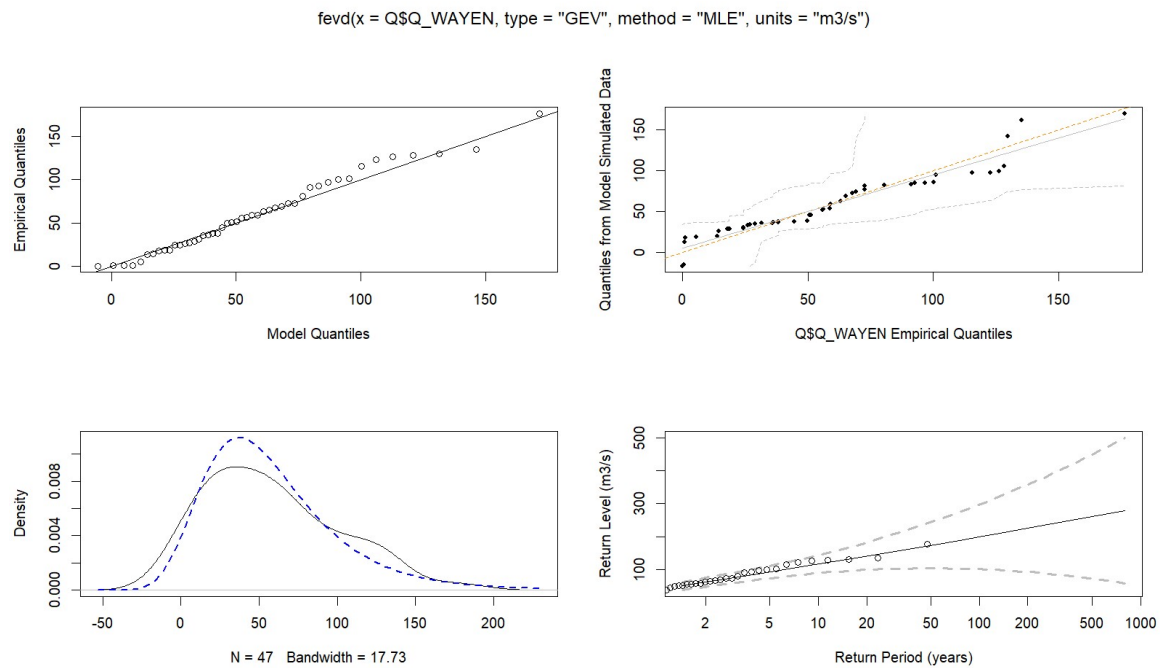 fevd(x = Q$Q_WAYEN, type = "GEV", method = "MLE", units = "m3/s")
Empirical Quantiles
150
100
50
0
0 50 100 150
Model Quantiles
Quantiles from Model Simulated Data
150
100
50
0
0 50 100 150
Q$Q_WAYEN Empirical Quantiles
Density
0.008
0.004
0.000
-50 0 50 100 150 200
N = 47 Bandwidth = 17.73
Return Level (m3/s)
500
300
100
2 5 10 20 50 100 200 500 1000
Return Period (years)